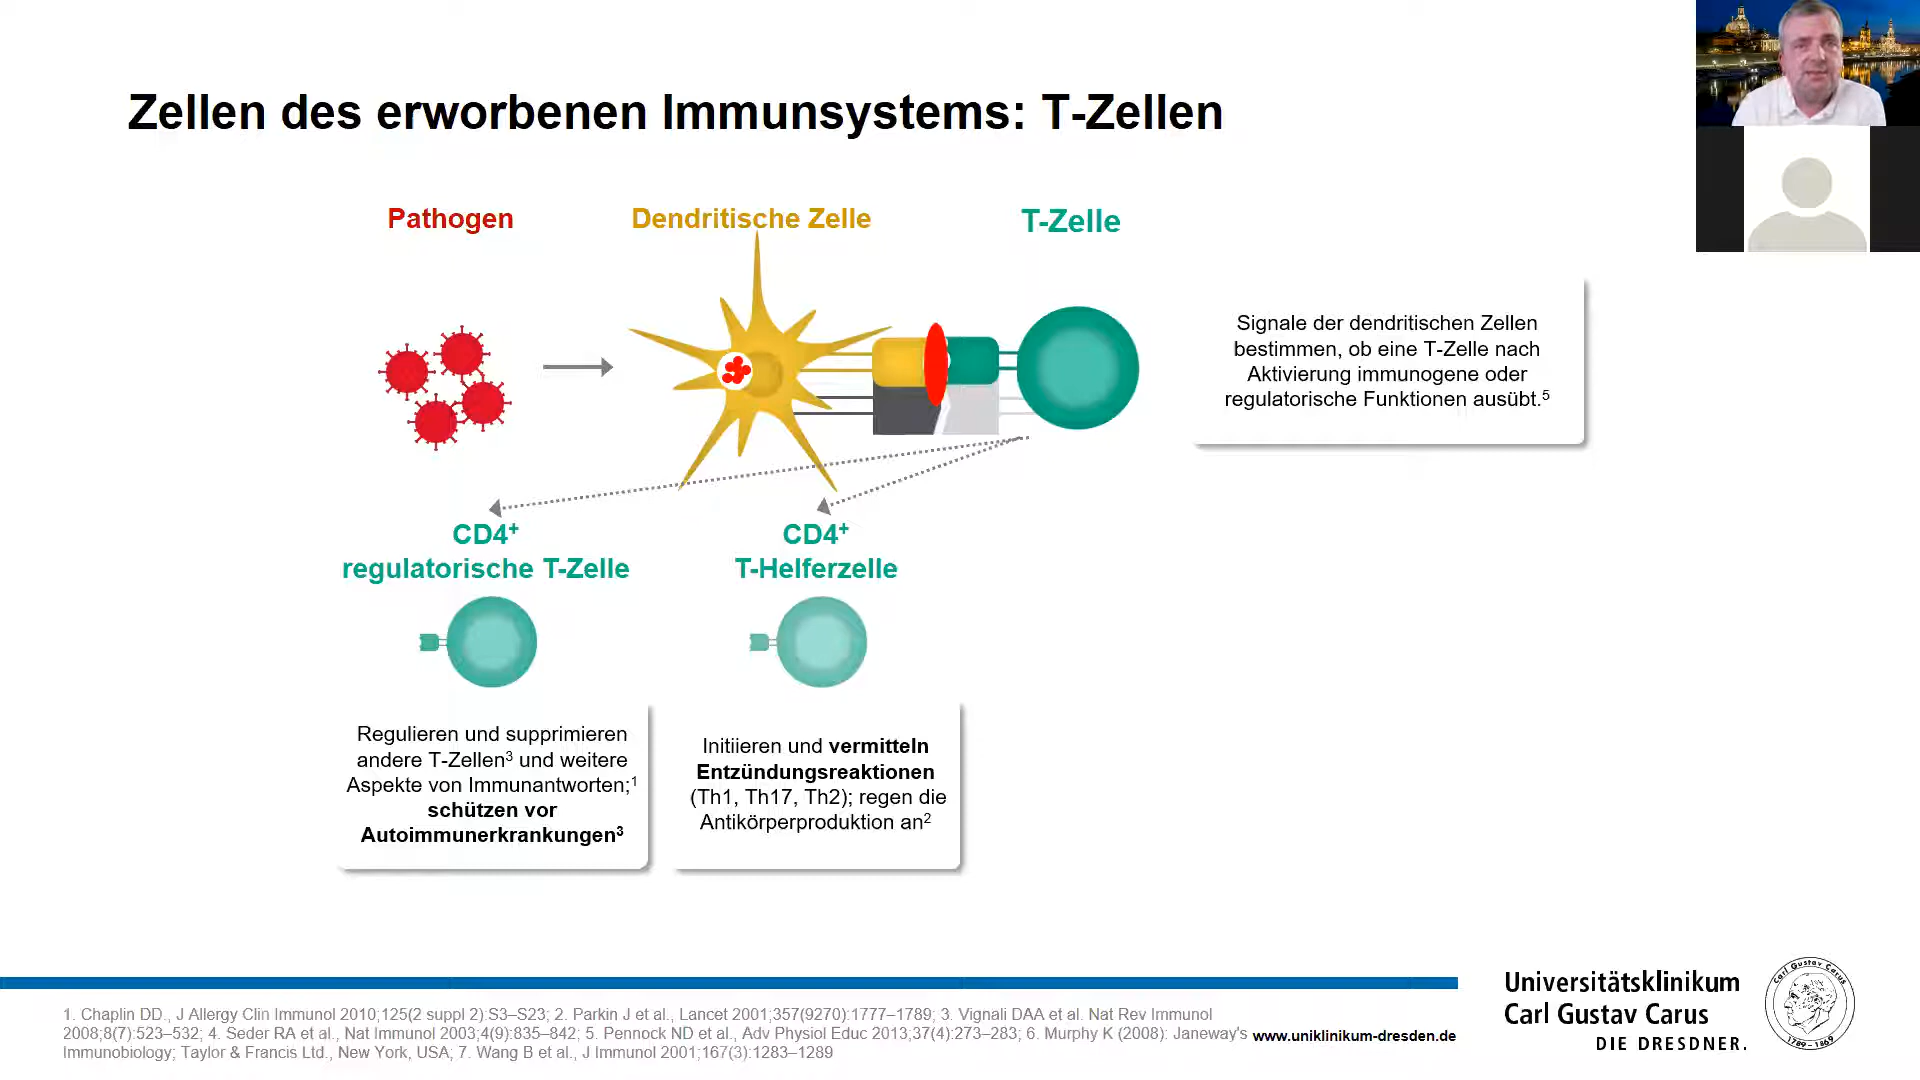 Zellen des erworbenen Immunsystems: T-Zellen
Pathogen
Dendritische Zelle
T-Zelle
Signale der dendritischen Zellen
bestimmen, ob eine T-Zelle nach
Aktivierung immunogene oder
regulatorische Funktionen ausübt.⁵
CD4⁺
regulatorische T-Zelle
CD4⁺
T-Helferzelle
Regulieren und supprimieren
andere T-Zellen³ und weitere
Aspekte von Immunantworten;¹
schützen vor
Autoimmunerkrankungen³
Initiieren und vermitteln
Entzündungsreaktionen
(Th1, Th17, Th2); regen die
Antikörperproduktion an²
1. Chaplin DD., J Allergy Clin Immunol 2010;125(2 suppl 2):S3–S23; 2. Parkin J et al., Lancet 2001;357(9270):1777–1789; 3. Vignali DAA et al. Nat Rev Immunol
2008;8(7):523–532; 4. Seder RA et al., Nat Immunol 2003;4(9):835–842; 5. Pennock ND et al., Adv Physiol Educ 2013;37(4):273–283; 6. Murphy K (2008): Janeway's
Immunobiology; Taylor & Francis Ltd., New York, USA; 7. Wang B et al., J Immunol 2001;167(3):1283–1289
www.uniklinikum-dresden.de
Universitätsklinikum
Carl Gustav Carus
DIE DRESDNER.
Carl Gustav Carus
1789–1869